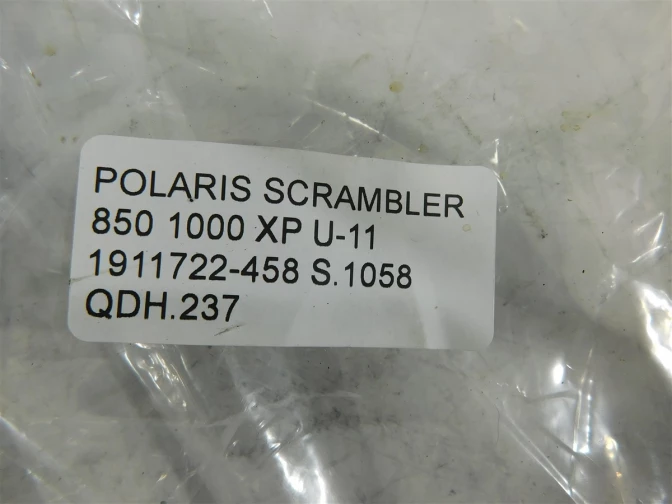 POLARIS SCRAMBLER
850 1000 XP U-11
1911722-458 S.1058
QDH.237